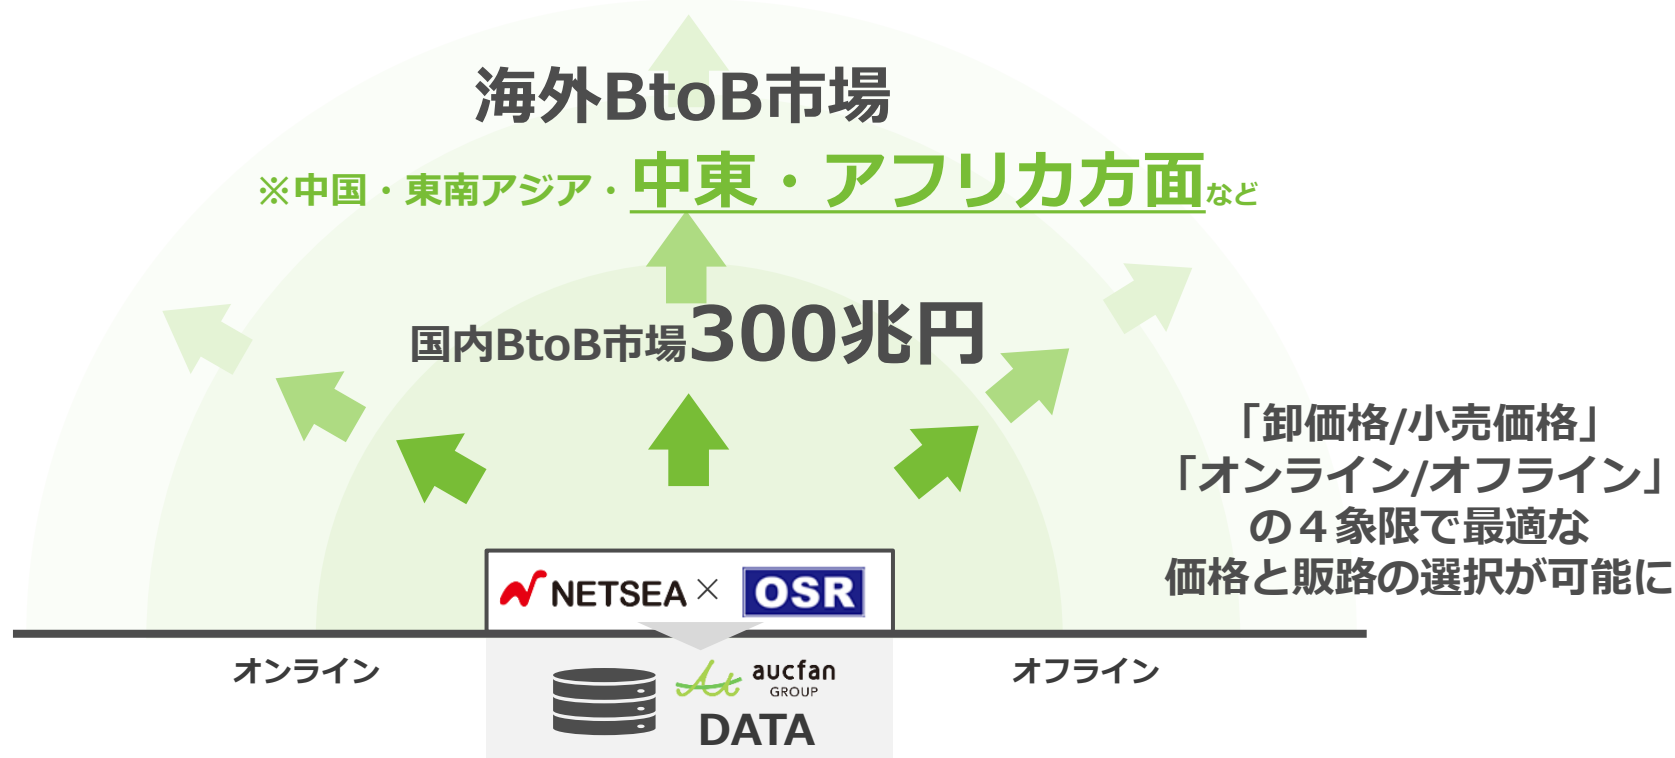 海外BtoB市場
※中国・東南アジア・中東・アフリカ方面など
国内BtoB市場300兆円
「卸価格/小売価格」
「オンライン/オフライン」
の４象限で最適な
価格と販路の選択が可能に
NETSEA × OSR
オンライン
オフライン
aucfan
GROUP
DATA